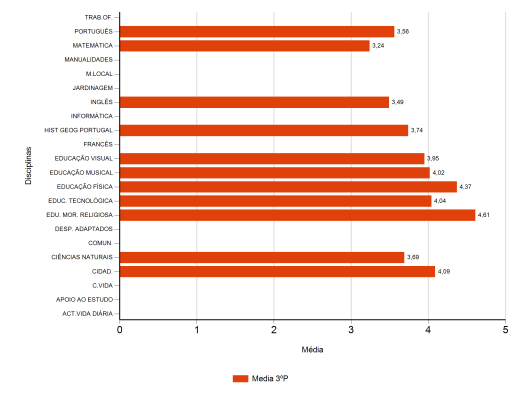 TRAB.OF.
PORTUGUÊS 3,56
MATEMÁTICA 3,24
MANUALIDADES
M.LOCAL
JARDINAGEM
INGLÊS 3,49
INFORMÁTICA
HIST GEOG PORTUGAL 3,74
FRANCÊS
EDUCAÇÃO VISUAL 3,95
EDUCAÇÃO MUSICAL 4,02
EDUCAÇÃO FÍSICA 4,37
EDUC. TECNOLÓGICA 4,04
EDU. MOR. RELIGIOSA 4,61
DESP. ADAPTADOS
COMUN.
CIÊNCIAS NATURAIS 3,69
CIDAD. 4,09
C.VIDA
APOIO AO ESTUDO
ACT.VIDA DIÁRIA
Disciplinas
0 1 2 3 4 5
Média
Media 3ºP